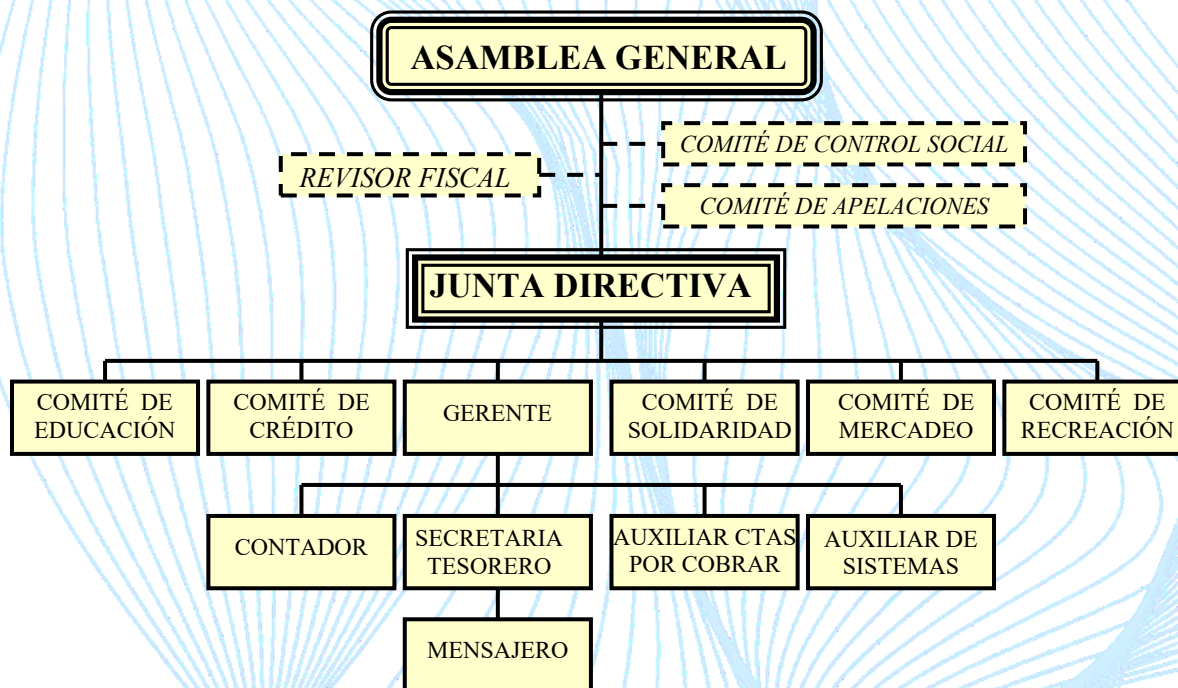 ASAMBLEA GENERAL
COMITÉ DE CONTROL SOCIAL
REVISOR FISCAL
COMITÉ DE APELACIONES
JUNTA DIRECTIVA
COMITÉ DE
EDUCACIÓN
COMITÉ DE
CRÉDITO
GERENTE
COMITÉ DE
SOLIDARIDAD
COMITÉ DE
MERCADEO
COMITÉ DE
RECREACIÓN
CONTADOR
SECRETARIA
TESORERO
AUXILIAR CTAS
POR COBRAR
AUXILIAR DE
SISTEMAS
MENSAJERO